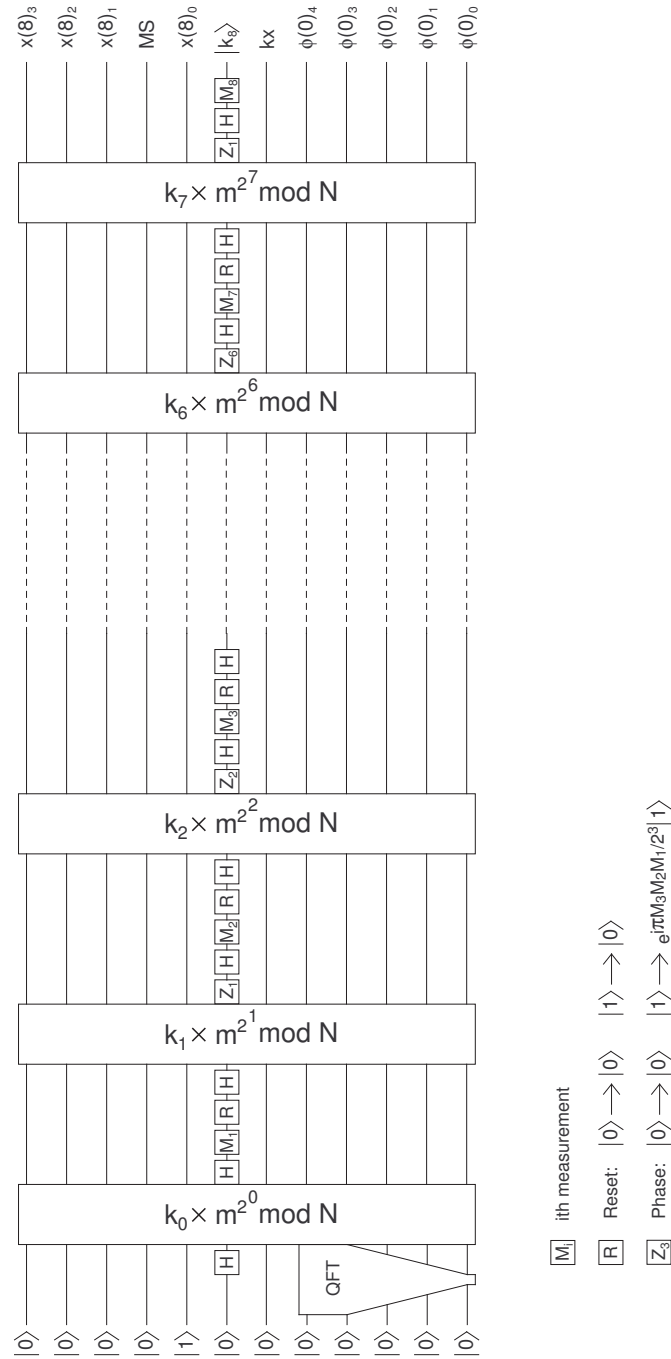 |0⟩ x(8)₃
|0⟩ x(8)₂
|0⟩ x(8)₁
|0⟩ MS
|1⟩ x(8)₀
|0⟩ H H M₁ R H Z₁ H M₂ R H Z₂ H M₃ R H Z₆ H M₇ R H Z₁ H M₈ |k₈⟩
|0⟩ kx
|0⟩ ϕ(0)₄
|0⟩ ϕ(0)₃
|0⟩ ϕ(0)₂
|0⟩ ϕ(0)₁
|0⟩ ϕ(0)₀
QFT
k₀ × m^2^0 mod N
k₁ × m^2^1 mod N
k₂ × m^2^2 mod N
k₆ × m^2^6 mod N
k₇ × m^2^7 mod N
Mᵢ ith measurement
R Reset: |0⟩ → |0⟩ |1⟩ → |0⟩
Z₃ Phase: |0⟩ → |0⟩ |1⟩ → e^iπM₃M₂M₁/2³|1⟩